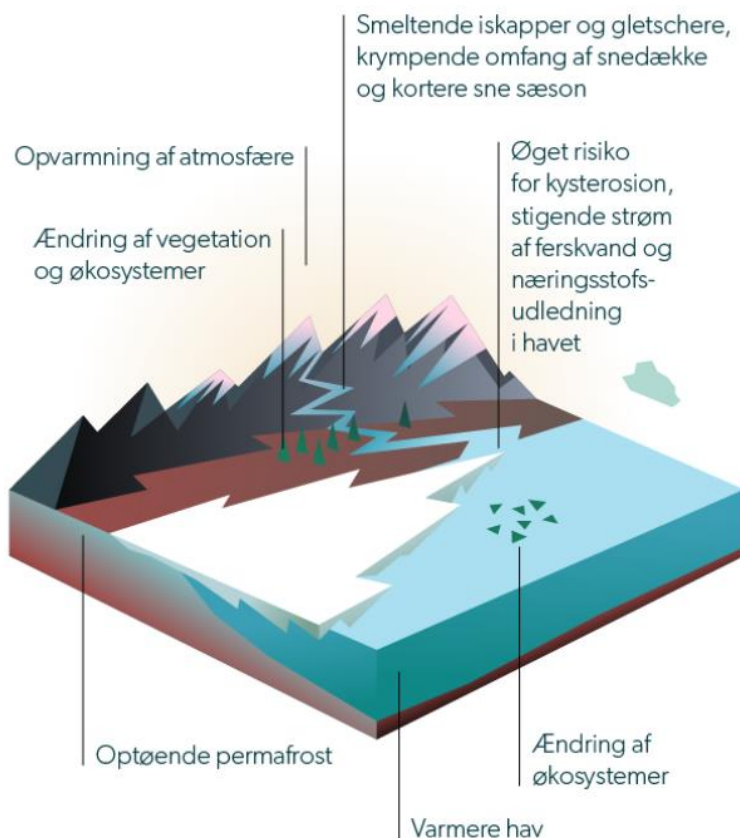 Smeltende iskapper og gletschere,
krympende omfang af snedække
og kortere sne sæson
Opvarmning af atmosfære
Øget risiko
for kysterosion,
stigende strøm
af ferskvand og
næringsstofs-
udledning
i havet
Ændring af vegetation
og økosystemer
Optøende permafrost
Ændring af
økosystemer
Varmere hav